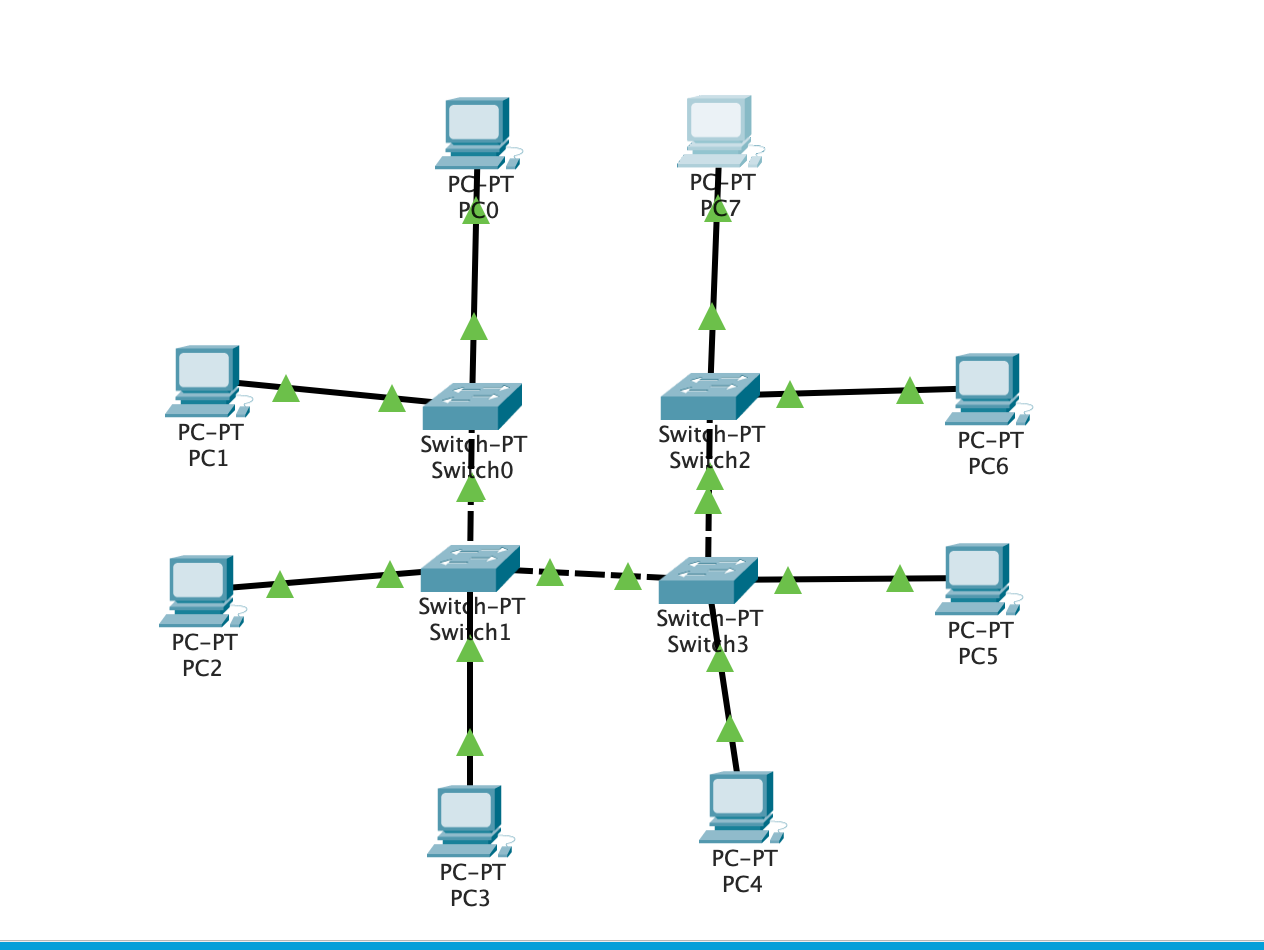 PC-PT
PC0
PC-PT
PC7
PC-PT
PC1
Switch-PT
Switch0
Switch-PT
Switch2
PC-PT
PC6
PC-PT
PC2
Switch-PT
Switch1
Switch-PT
Switch3
PC-PT
PC5
PC-PT
PC3
PC-PT
PC4